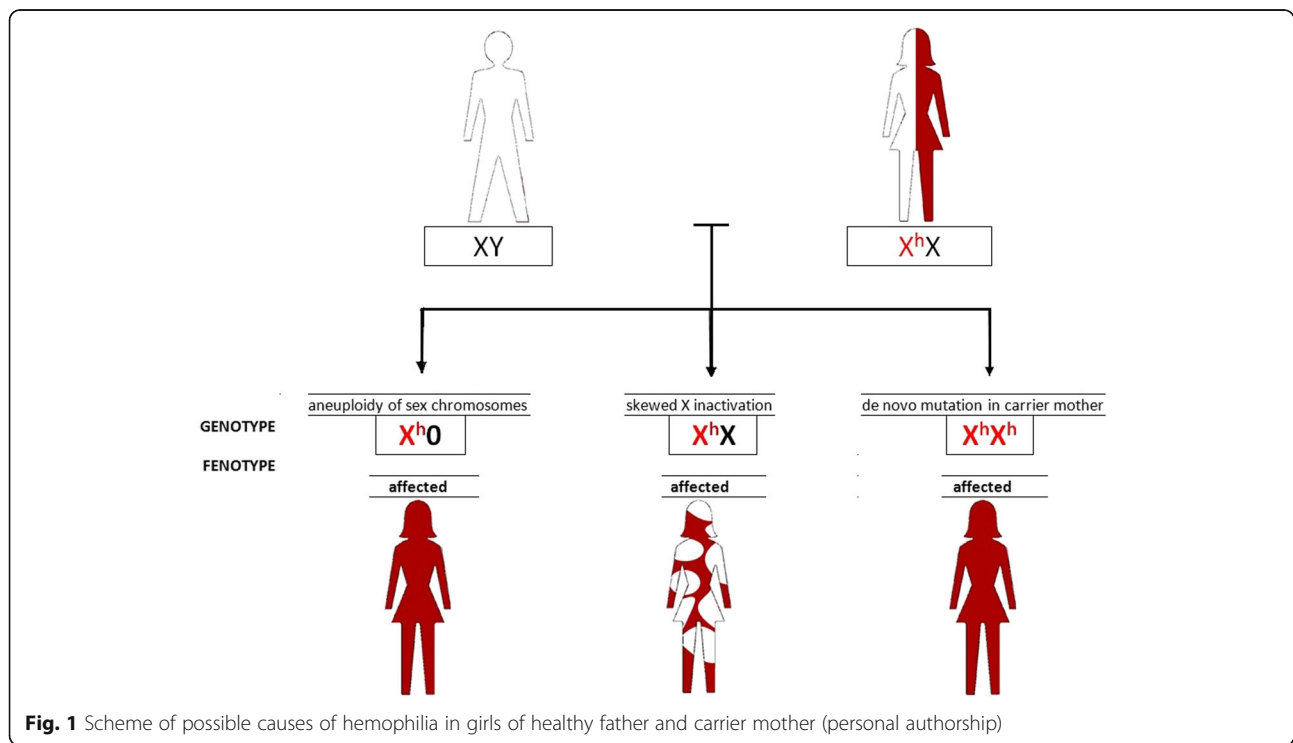 XY
XʰX
aneuploidy of sex chromosomes
skewed X inactivation
de novo mutation in carrier mother
GENOTYPE
Xʰ0
XʰX
XʰXʰ
FENOTYPE
affected
affected
affected
Fig. 1 Scheme of possible causes of hemophilia in girls of healthy father and carrier mother (personal authorship)